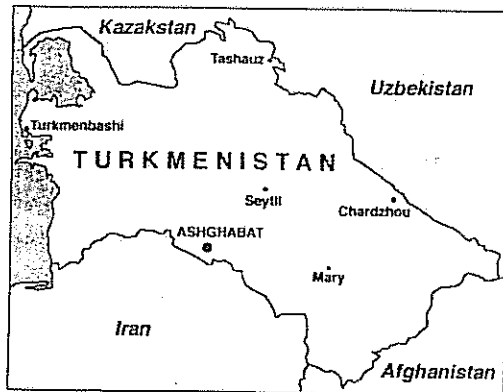 Kazakstan
Tashauz
Uzbekistan
Turkmenbashi
TURKMENISTAN
Seytli
Chardzhou
ASHGHABAT
Mary
Iran
Afghanistan